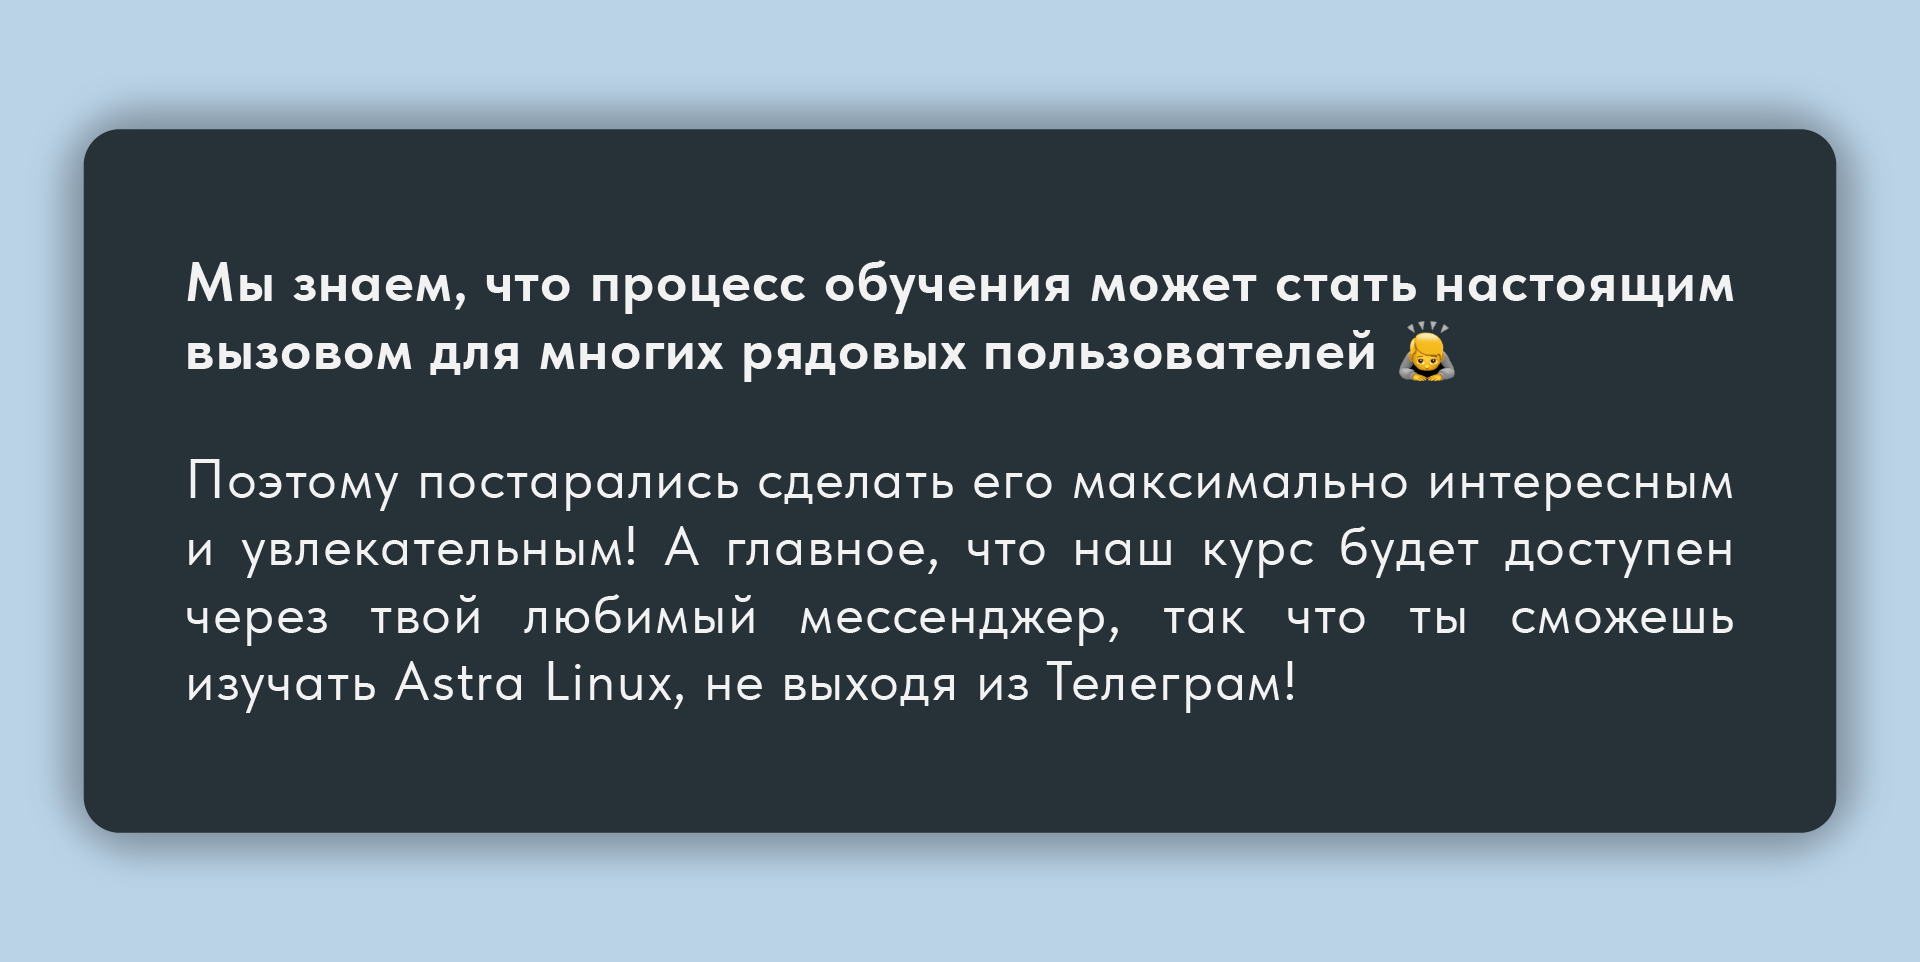 Мы знаем, что процесс обучения может стать настоящим
вызовом для многих рядовых пользователей 🙇
Поэтому постарались сделать его максимально интересным
и увлекательным! А главное, что наш курс будет доступен
через твой любимый мессенджер, так что ты сможешь
изучать Astra Linux, не выходя из Телеграм!